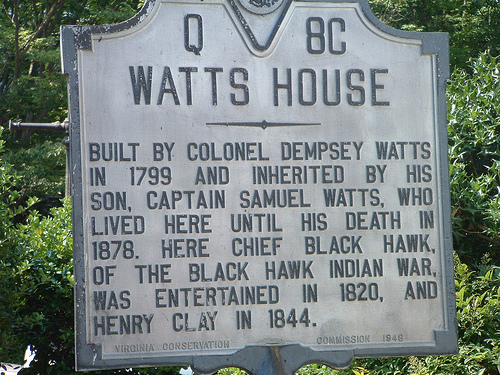 Q 8C
WATTS HOUSE
BUILT BY COLONEL DEMPSEY WATTS
IN 1799 AND INHERITED BY HIS
SON, CAPTAIN SAMUEL WATTS, WHO
LIVED HERE UNTIL HIS DEATH IN
1878. HERE CHIEF BLACK HAWK,
OF THE BLACK HAWK INDIAN WAR,
WAS ENTERTAINED IN 1820, AND
HENRY CLAY IN 1844.
VIRGINIA CONSERVATION COMMISSION 1948